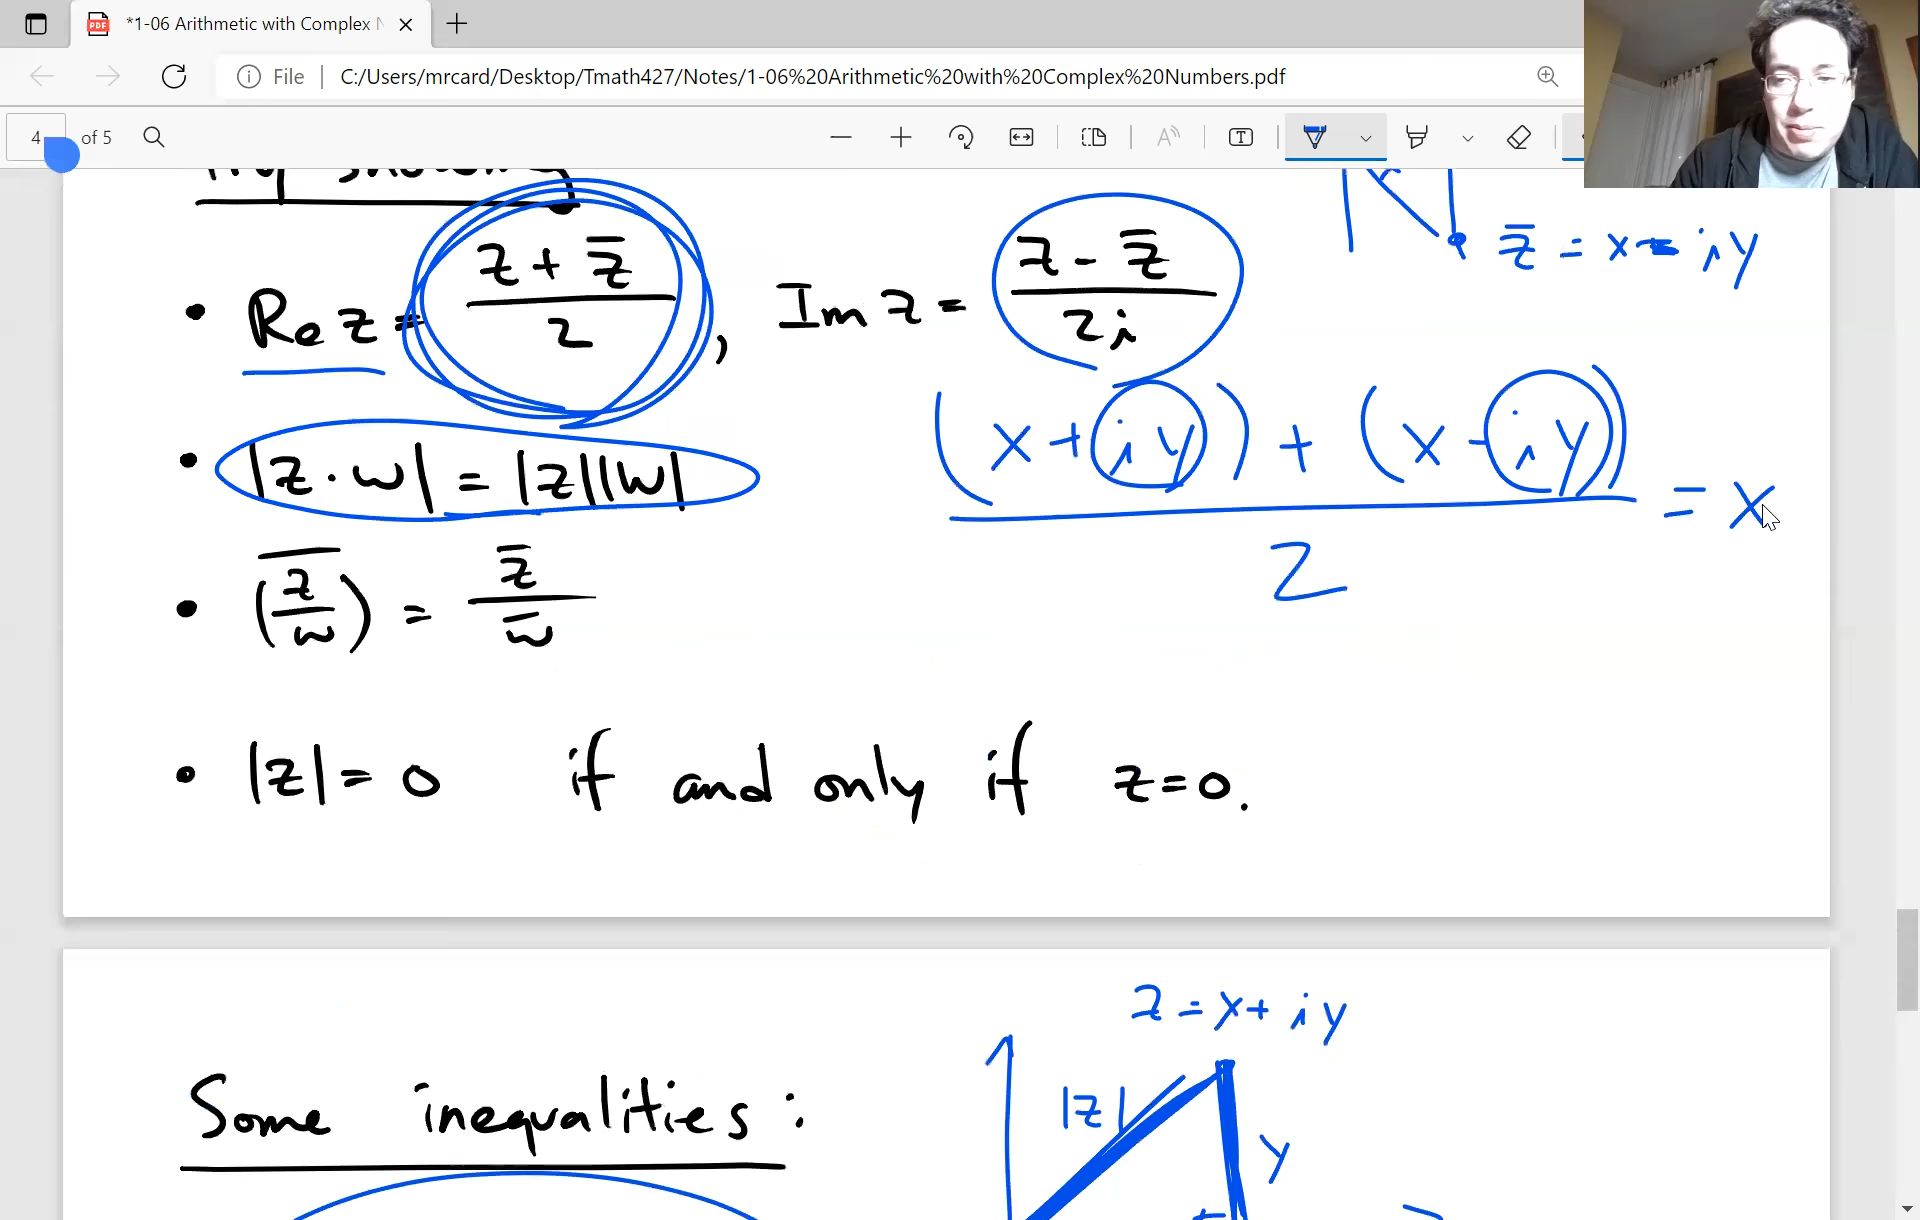 *1-06 Arithmetic with Complex N
File | C:/Users/mrcard/Desktop/Tmath427/Notes/1-06%20Arithmetic%20with%20Complex%20Numbers.pdf
4 of 5
z̄ = x - iy
• Re z = (z + z̄)/2 , Im z = (z - z̄)/2i
((x + iy) + (x - iy))/2 = x
• |z · w| = |z||w|
• \overline{(z/w)} = z̄/w̄
• |z| = 0 if and only if z = 0.
z = x + iy
Some inequalities:
|z|
y